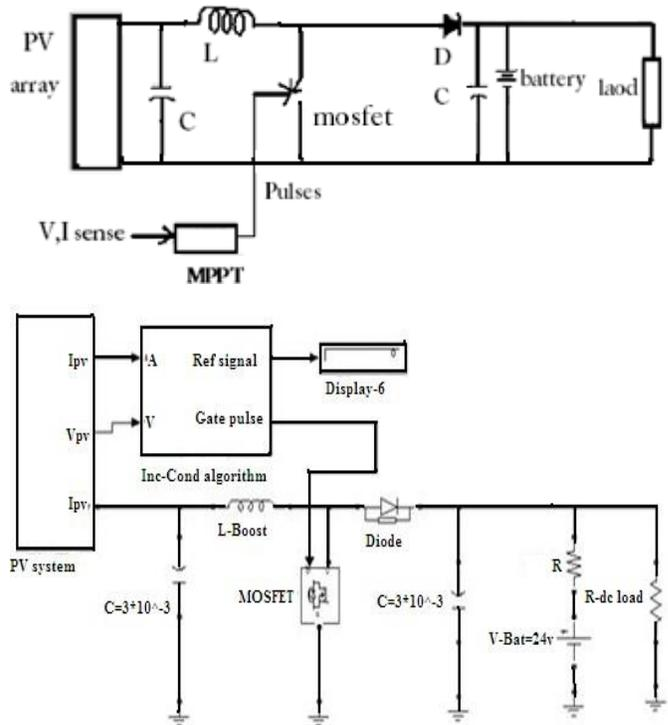 PV
array
L
C
mosfet
D
C
battery
laod
Pulses
V,I sense
MPPT
Ipv
A
Ref signal
Display-6
Vpv
V
Gate pulse
Inc-Cond algorithm
Ipv
L-Boost
Diode
PV system
C=3*10^-3
MOSFET
C=3*10^-3
R
R-dc load
V-Bat=24v